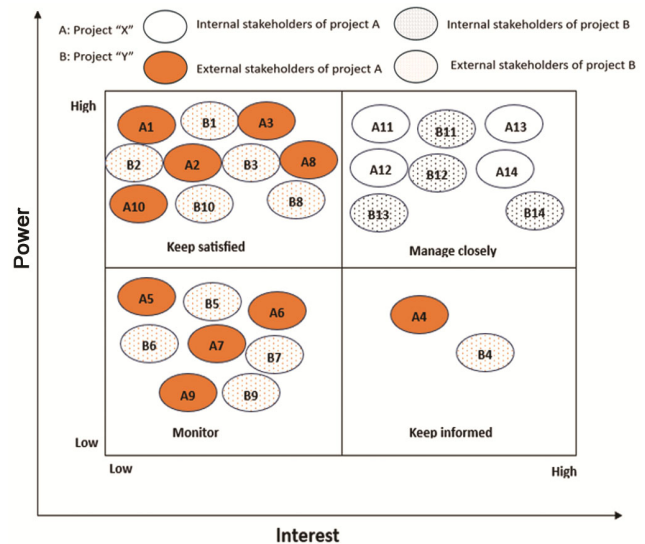 A: Project "X"
Internal stakeholders of project A
Internal stakeholders of project B
B: Project "Y"
External stakeholders of project A
External stakeholders of project B
High
A1
B1
A3
A11
B11
A13
B2
A2
B3
A8
A12
B12
A14
A10
B10
B8
B13
B14
Keep satisfied
Manage closely
Power
A5
B5
A6
A4
B6
A7
B7
B4
A9
B9
Monitor
Keep informed
Low
Low
High
Interest